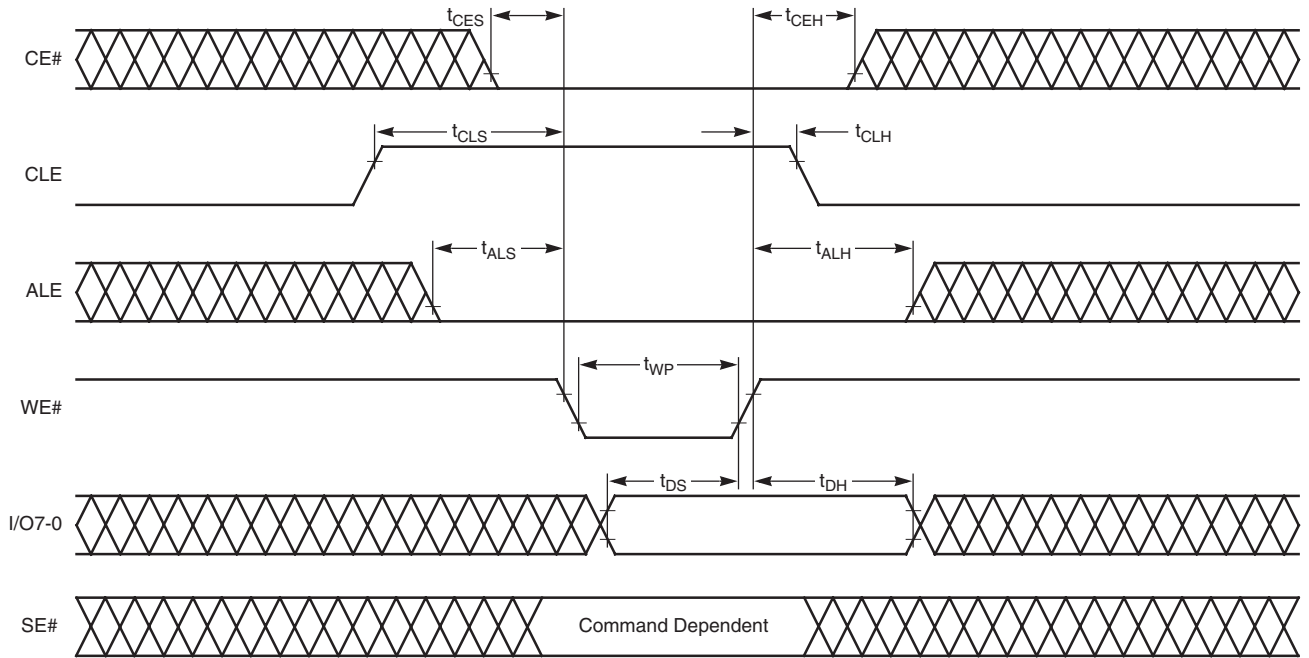 tCES
tCEH
CE#
tCLS
tCLH
CLE
tALS
tALH
ALE
tWP
WE#
tDS
tDH
I/O7-0
SE#
Command Dependent